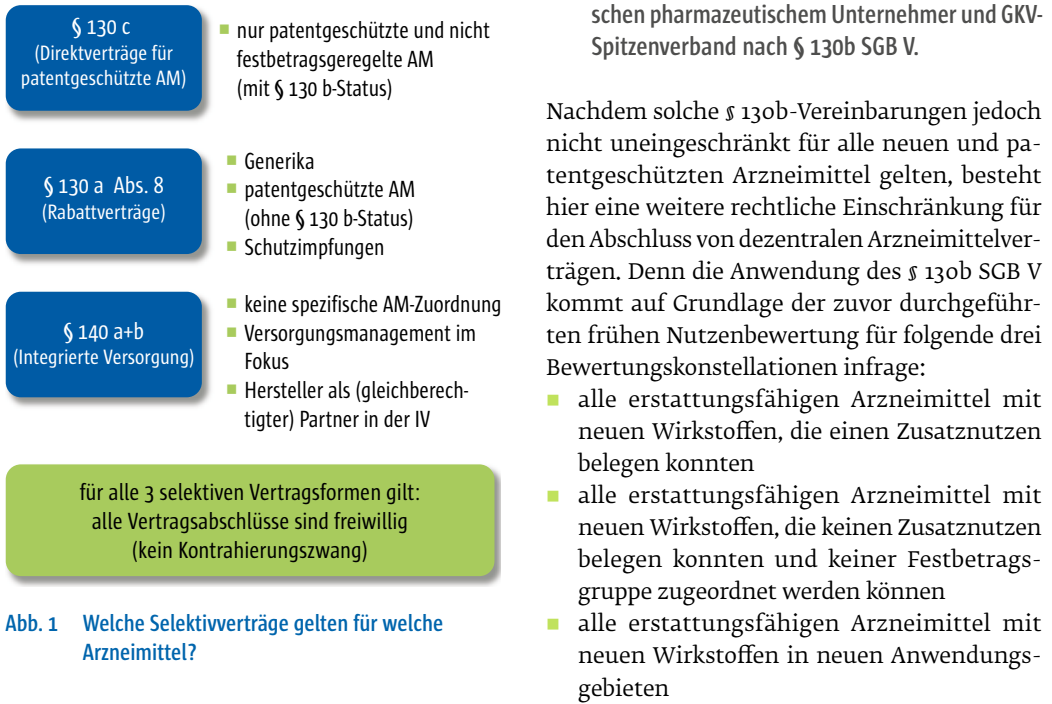 § 130 c
(Direktverträge für
patentgeschützte AM)
■ nur patentgeschützte und nicht
festbetragsgeregelte AM
(mit § 130 b-Status)
§ 130 a Abs. 8
(Rabattverträge)
■ Generika
■ patentgeschützte AM
(ohne § 130 b-Status)
■ Schutzimpfungen
§ 140 a+b
(Integrierte Versorgung)
■ keine spezifische AM-Zuordnung
■ Versorgungsmanagement im
Fokus
■ Hersteller als (gleichberech-
tigter) Partner in der IV
für alle 3 selektiven Vertragsformen gilt:
alle Vertragsabschlüsse sind freiwillig
(kein Kontrahierungszwang)
Abb. 1 Welche Selektivverträge gelten für welche
Arzneimittel?
schen pharmazeutischem Unternehmer und GKV-
Spitzenverband nach § 130b SGB V.
Nachdem solche § 130b-Vereinbarungen jedoch
nicht uneingeschränkt für alle neuen und pa-
tentgeschützten Arzneimittel gelten, besteht
hier eine weitere rechtliche Einschränkung für
den Abschluss von dezentralen Arzneimittelver-
trägen. Denn die Anwendung des § 130b SGB V
kommt auf Grundlage der zuvor durchgeführ-
ten frühen Nutzenbewertung für folgende drei
Bewertungskonstellationen infrage:
■ alle erstattungsfähigen Arzneimittel mit
neuen Wirkstoffen, die einen Zusatznutzen
belegen konnten
■ alle erstattungsfähigen Arzneimittel mit
neuen Wirkstoffen, die keinen Zusatznutzen
belegen konnten und keiner Festbetrags-
gruppe zugeordnet werden können
■ alle erstattungsfähigen Arzneimittel mit
neuen Wirkstoffen in neuen Anwendungs-
gebieten